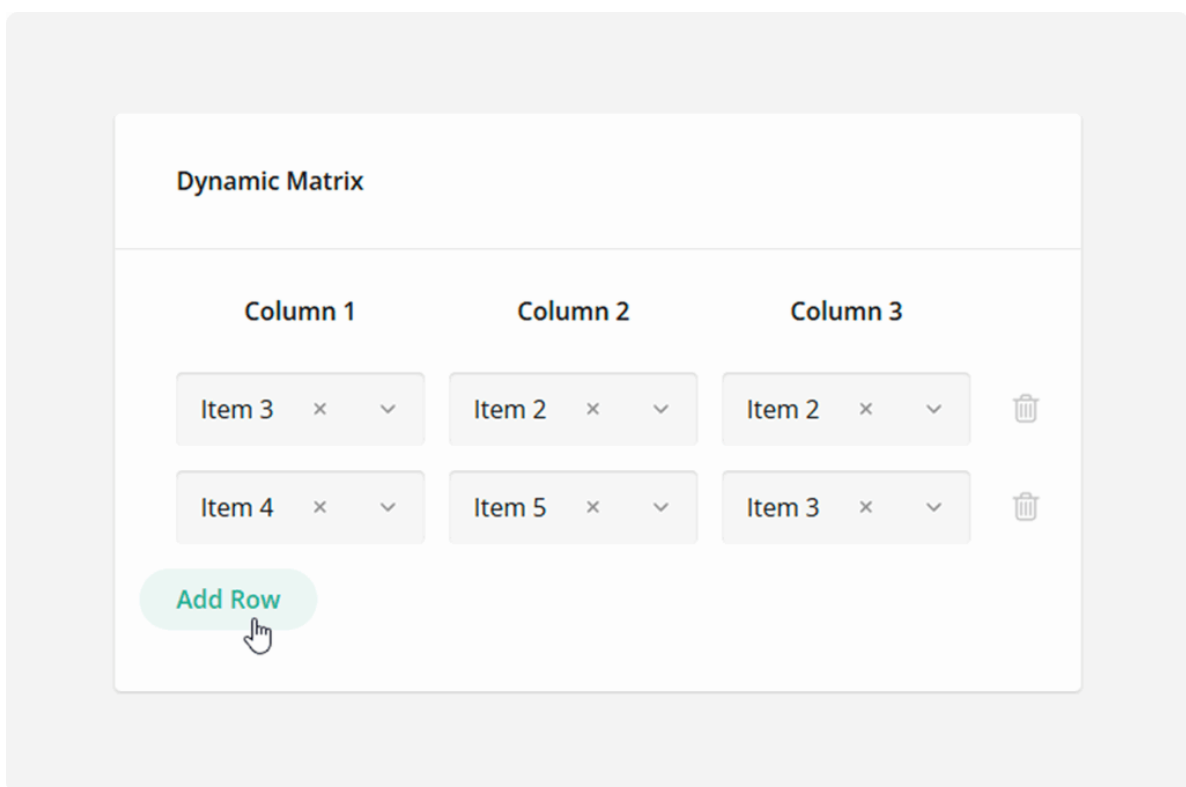 Dynamic Matrix
Column 1 Column 2 Column 3
Item 3 Item 2 Item 2
Item 4 Item 5 Item 3
Add Row